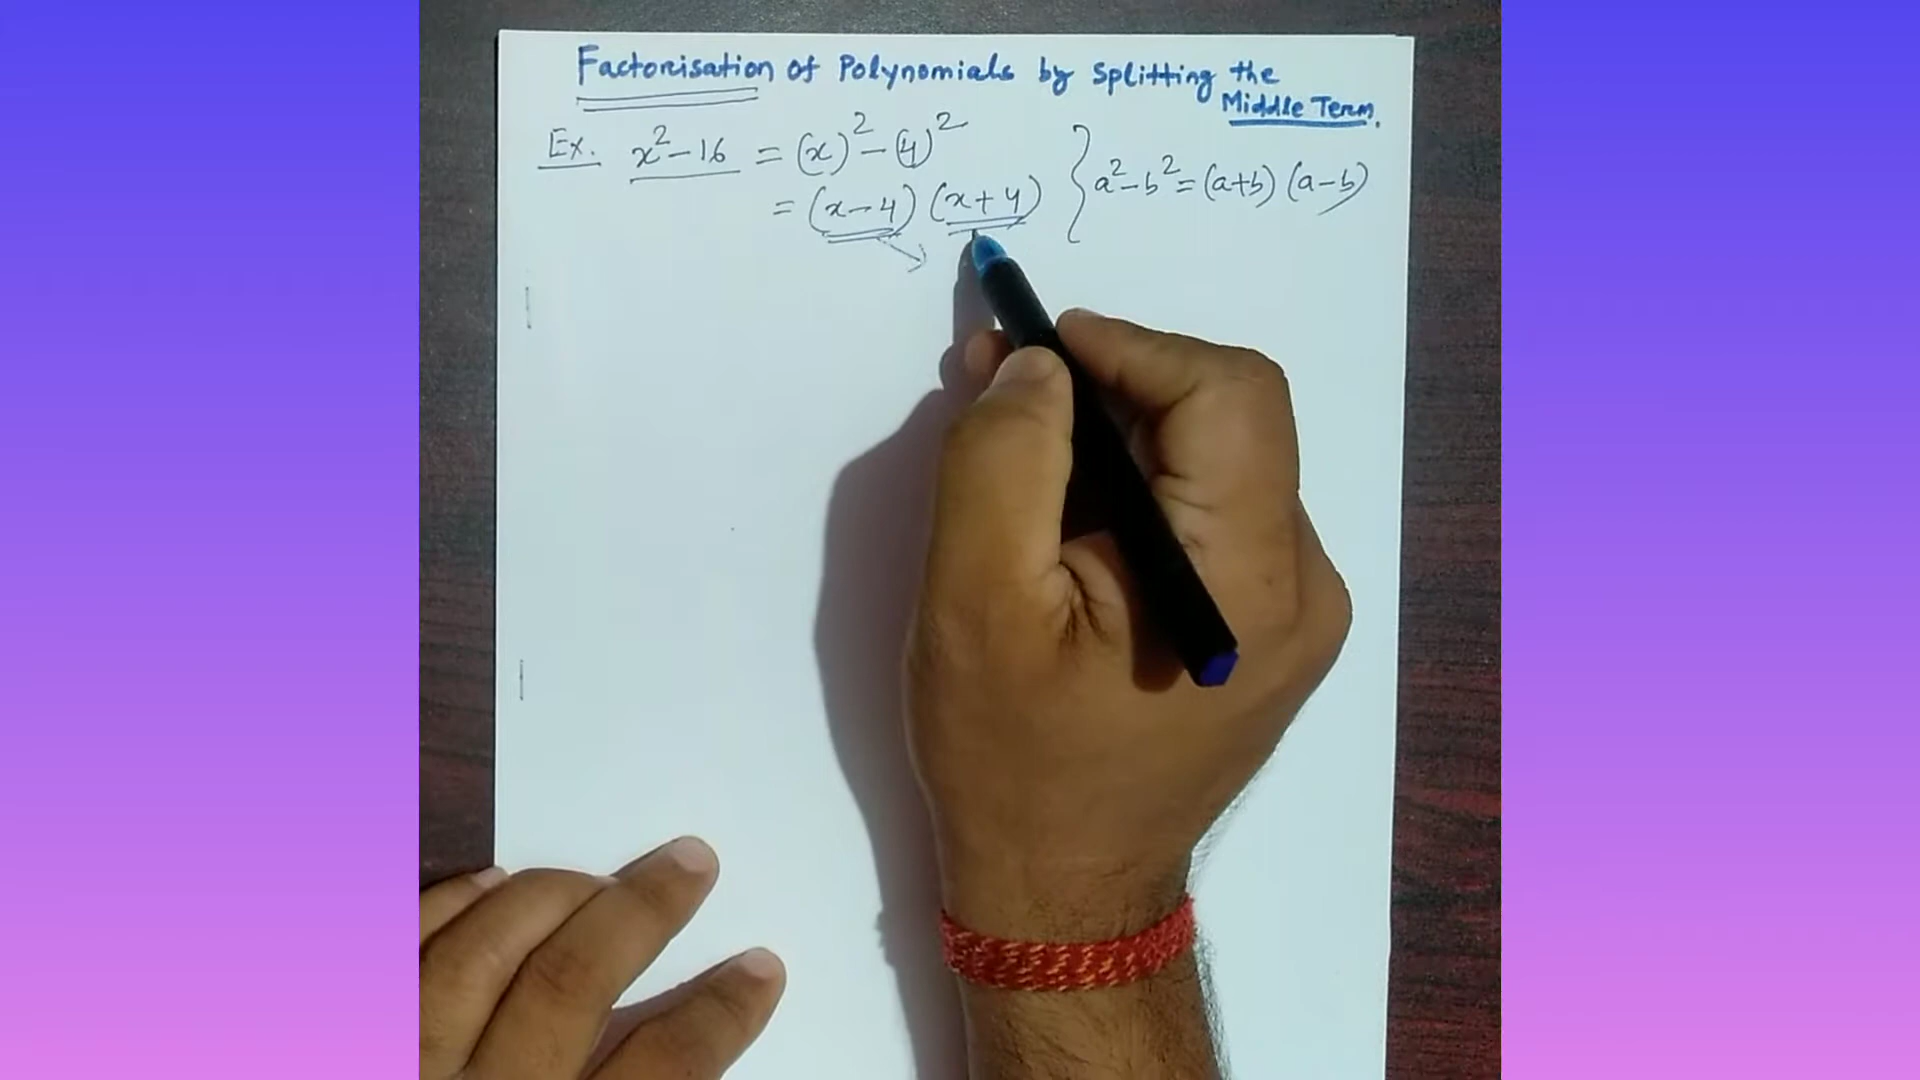 Factorisation of Polynomials by Splitting the
Middle Term.
Ex. x² - 16 = (x)² - (4)²
= (x - 4) (x + 4)
} a² - b² = (a+b) (a-b)